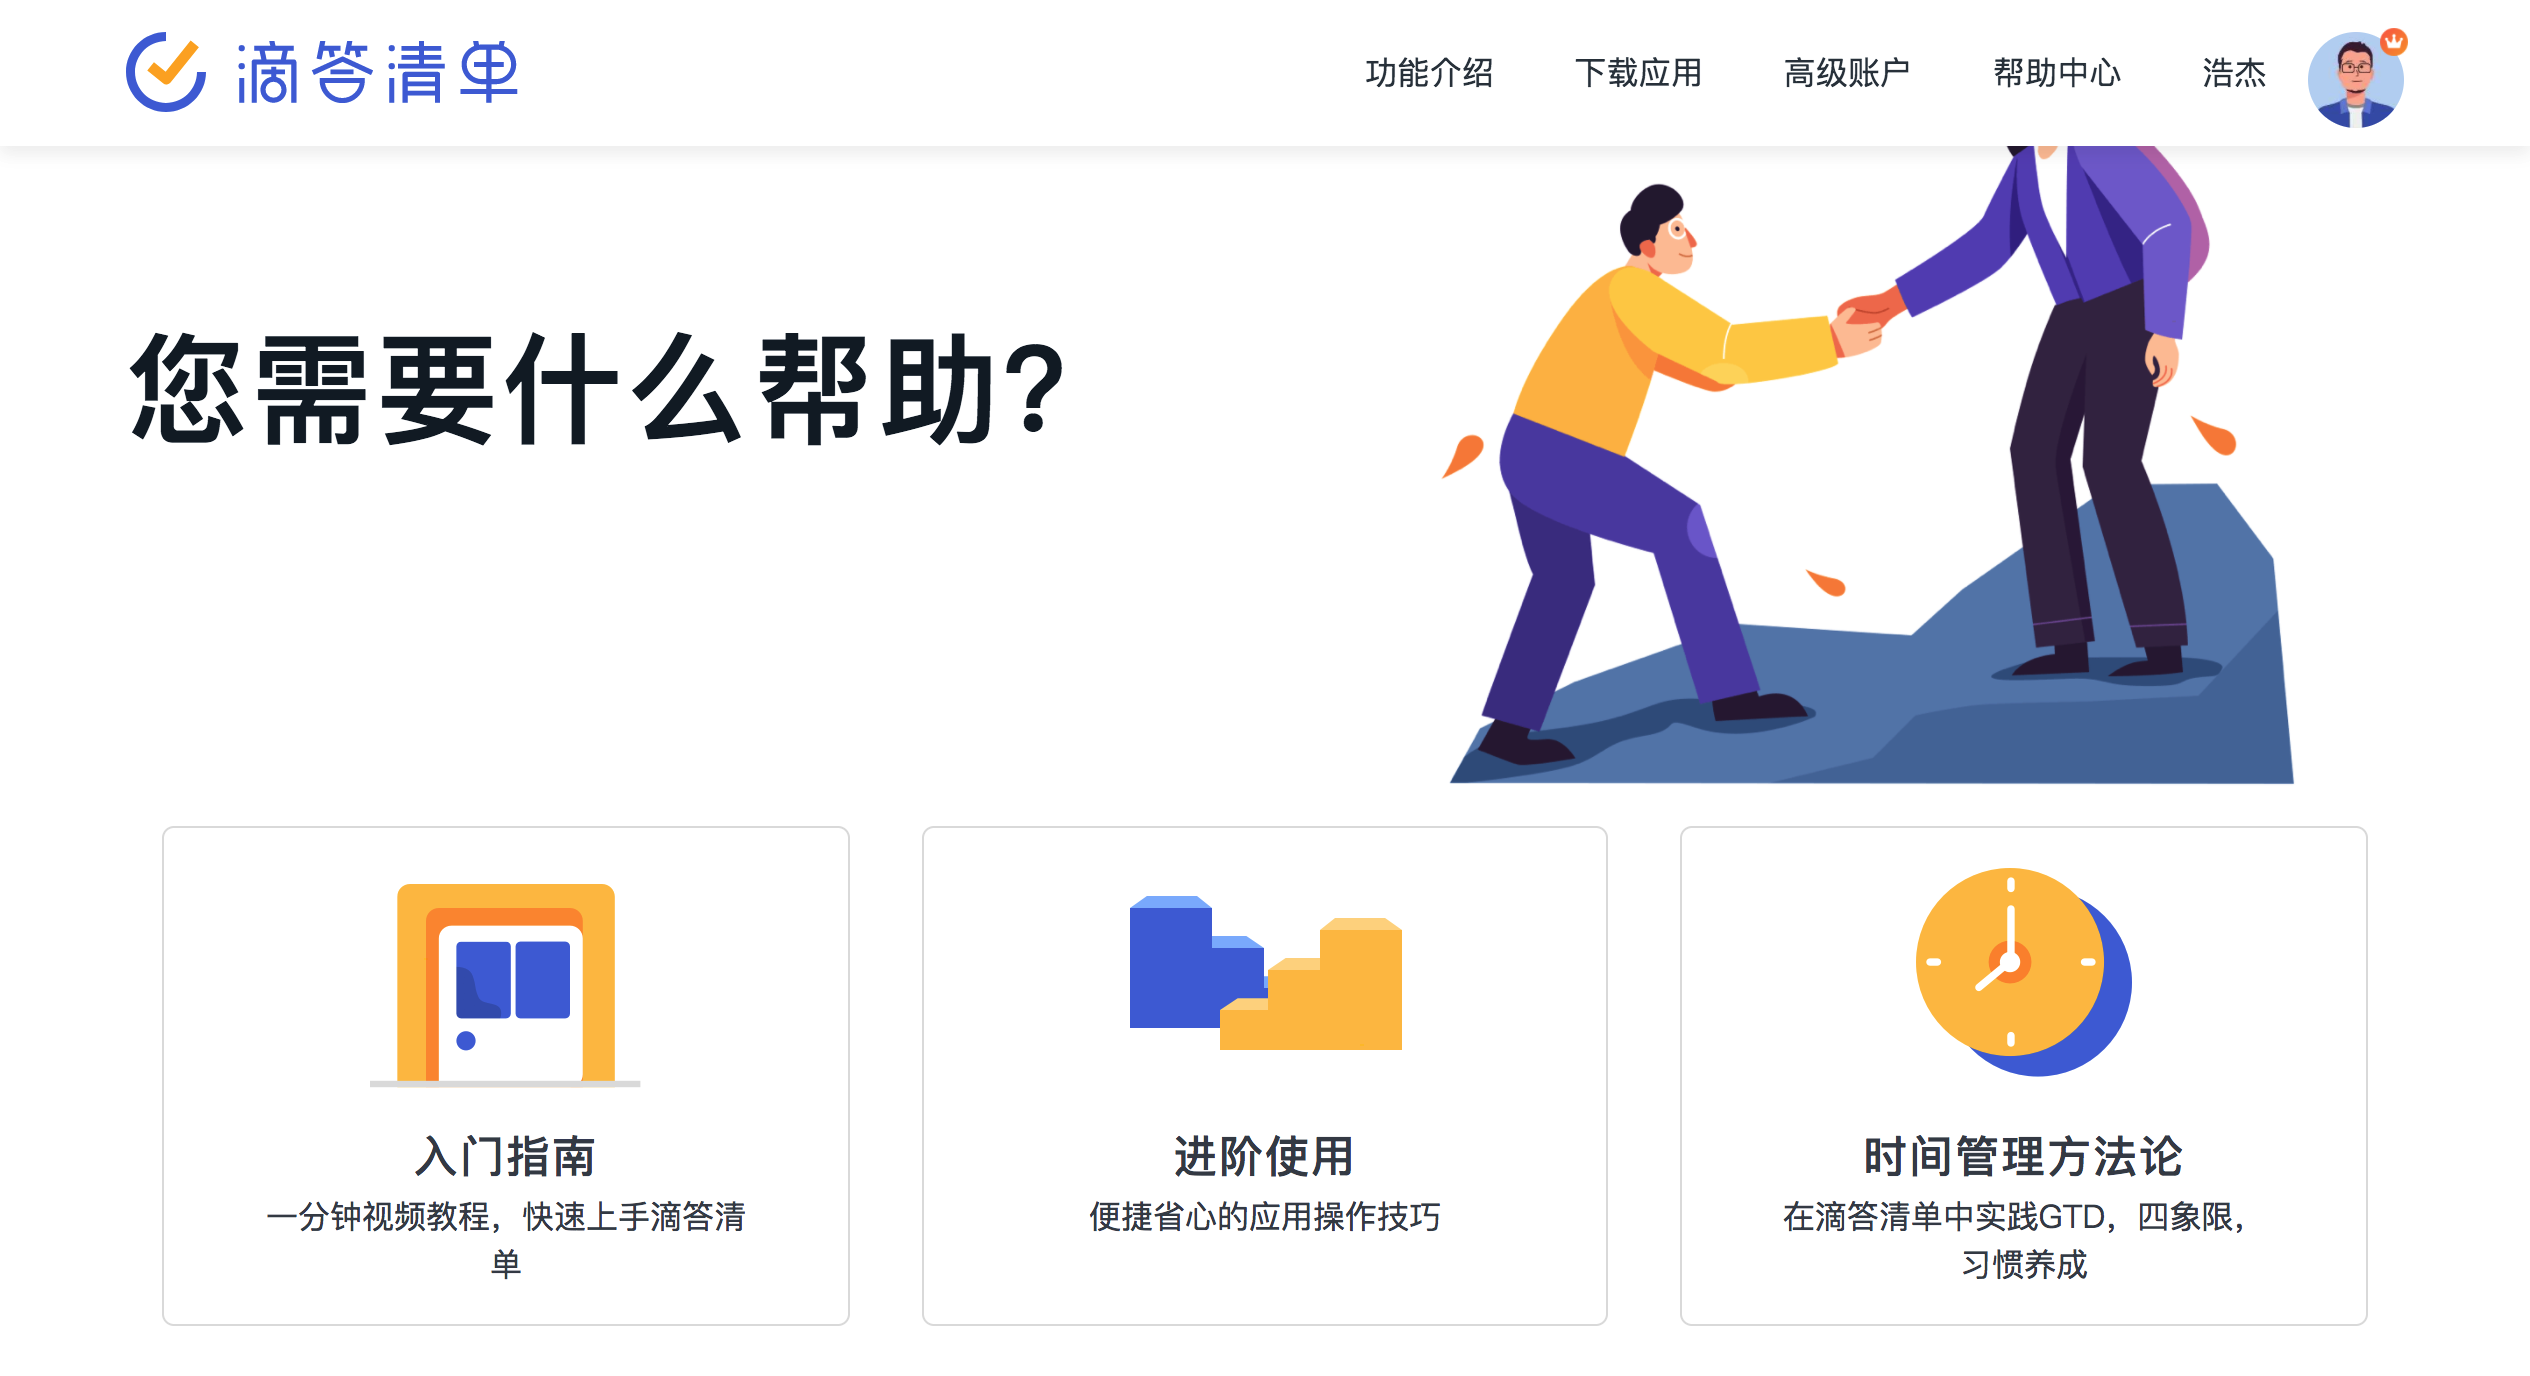 滴答清单
功能介绍 下载应用 高级账户 帮助中心 浩杰
您需要什么帮助?
入门指南
一分钟视频教程，快速上手滴答清
单
进阶使用
便捷省心的应用操作技巧
时间管理方法论
在滴答清单中实践GTD，四象限，
习惯养成